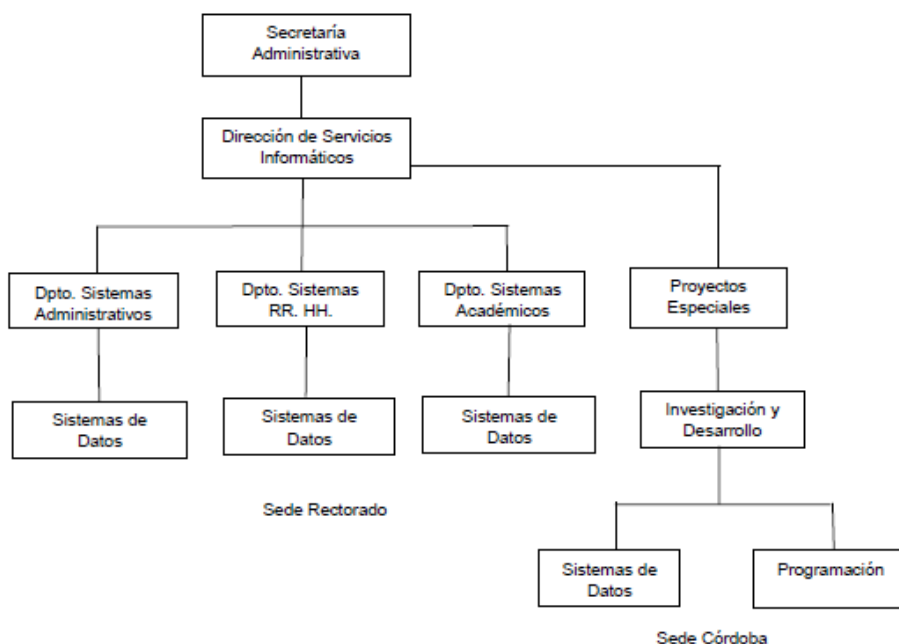 Secretaría
Administrativa
Dirección de Servicios
Informáticos
Dpto. Sistemas
Administrativos
Dpto. Sistemas
RR. HH.
Dpto. Sistemas
Académicos
Proyectos
Especiales
Sistemas de
Datos
Sistemas de
Datos
Sistemas de
Datos
Investigación y
Desarrollo
Sede Rectorado
Sistemas de
Datos
Programación
Sede Córdoba